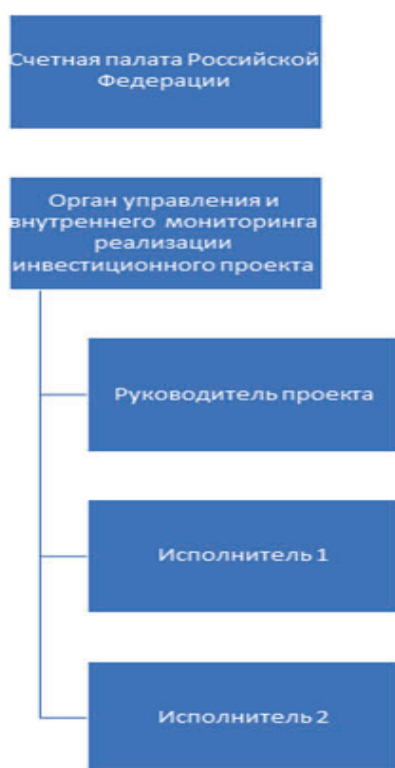 Счетная палата Российской
Федерации
Орган управления и
внутреннего мониторинга
реализации
инвестиционного проекта
Руководитель проекта
Исполнитель 1
Исполнитель 2